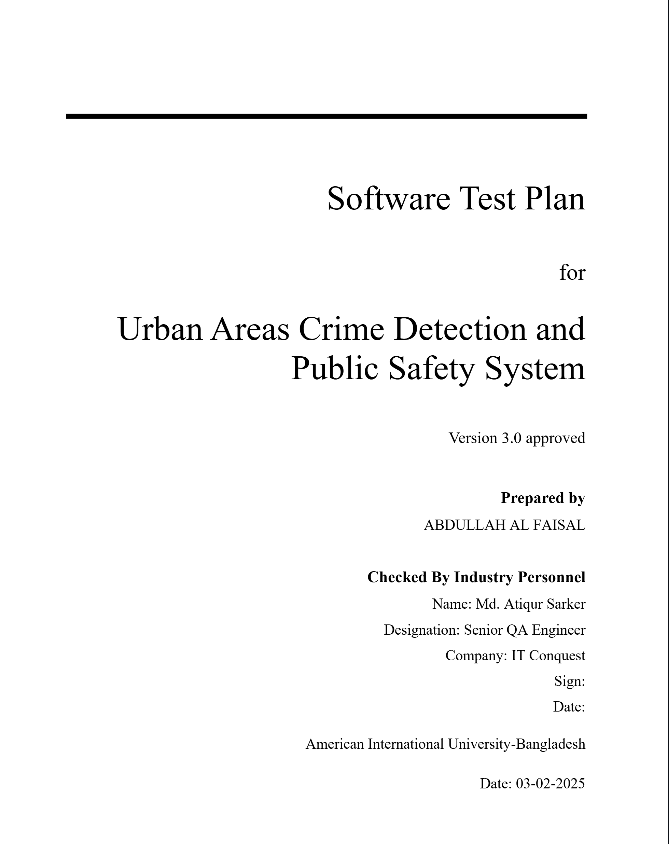 Software Test Plan
for
Urban Areas Crime Detection and
Public Safety System
Version 3.0 approved
Prepared by
ABDULLAH AL FAISAL
Checked By Industry Personnel
Name: Md. Atiqur Sarker
Designation: Senior QA Engineer
Company: IT Conquest
Sign:
Date:
American International University-Bangladesh
Date: 03-02-2025